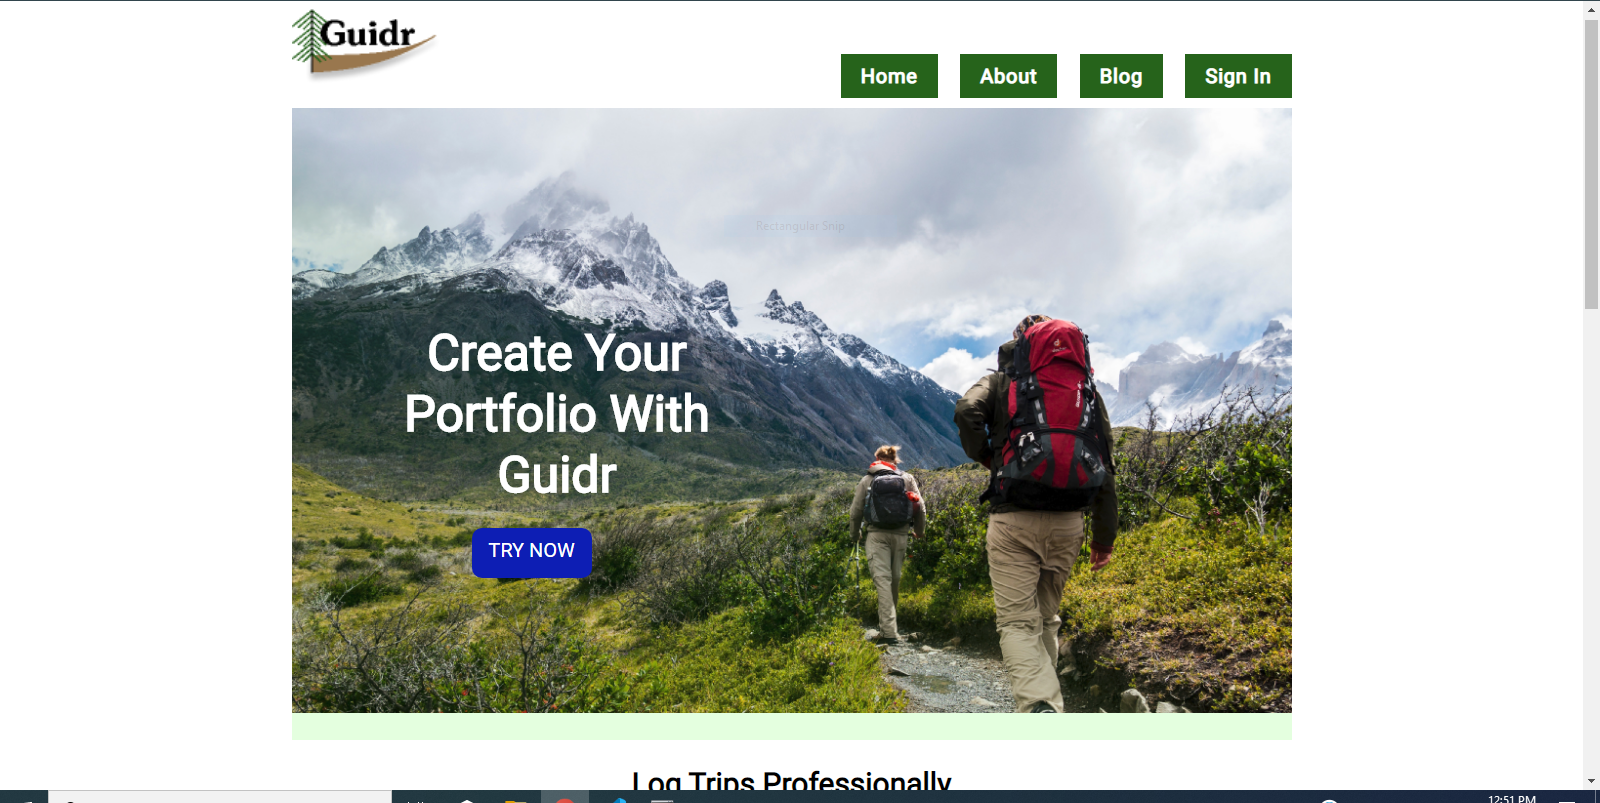 Guidr
Home
About
Blog
Sign In
Rectangular Snip
Create Your
Portfolio With
Guidr
TRY NOW
Log Trips Professionally
12:51 PM